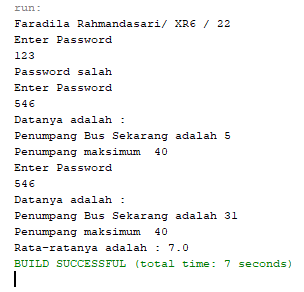 run:
Faradila Rahmandasari/ XR6 / 22
Enter Password
123
Password salah
Enter Password
546
Datanya adalah :
Penumpang Bus Sekarang adalah 5
Penumpang maksimum  40
Enter Password
546
Datanya adalah :
Penumpang Bus Sekarang adalah 31
Penumpang maksimum  40
Rata-ratanya adalah : 7.0
BUILD SUCCESSFUL (total time: 7 seconds)